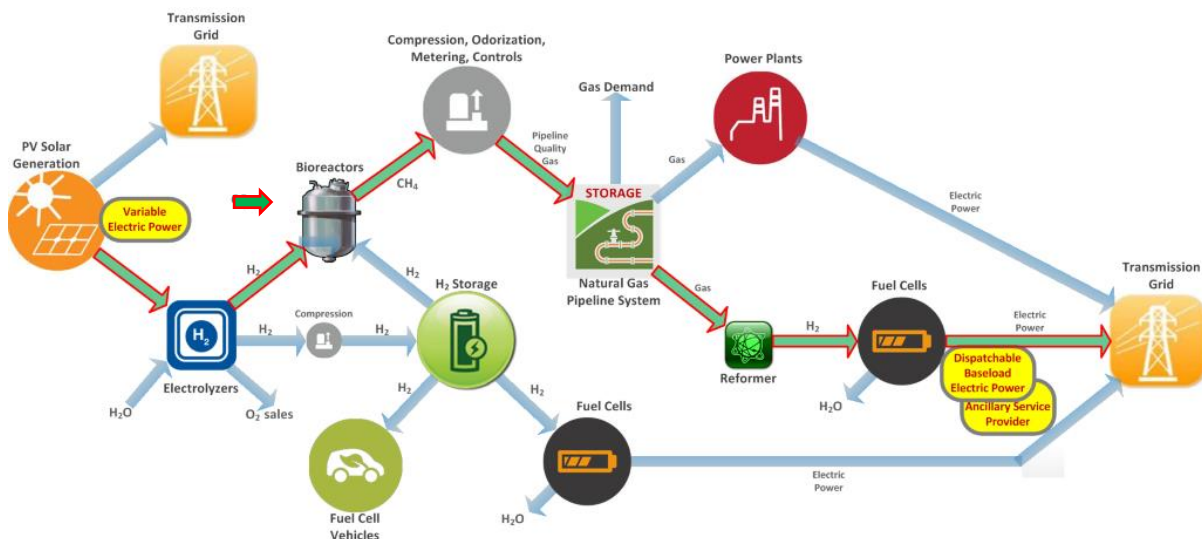 Transmission
Grid
Compression, Odorization,
Metering, Controls
Power Plants
Gas Demand
PV Solar
Generation
Variable
Electric Power
Bioreactors
CH₄
Pipeline
Quality
Gas
STORAGE
Natural Gas
Pipeline System
Gas
Electric
Power
H₂
H₂
H₂ Storage
Compression
H₂
H₂
H₂
Electrolyzers
H₂O
O₂ sales
H₂
H₂
Fuel Cell
Vehicles
Fuel Cells
H₂O
Electric
Power
Gas
Reformer
H₂
Fuel Cells
H₂O
Electric
Power
Dispatchable
Baseload
Electric Power
Ancillary Service
Provider
Transmission
Grid